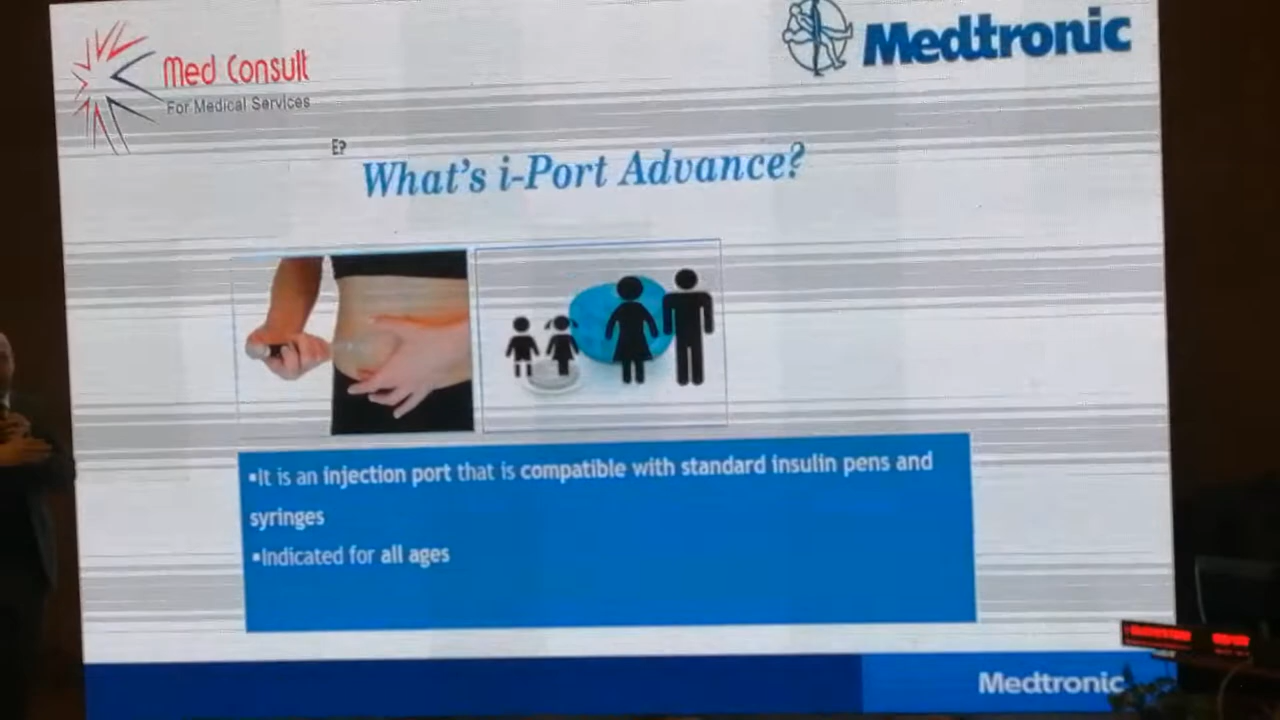 Med Consult
For Medical Services
Medtronic
E?
What's i-Port Advance?
▪It is an injection port that is compatible with standard insulin pens and
syringes
▪Indicated for all ages
Medtronic